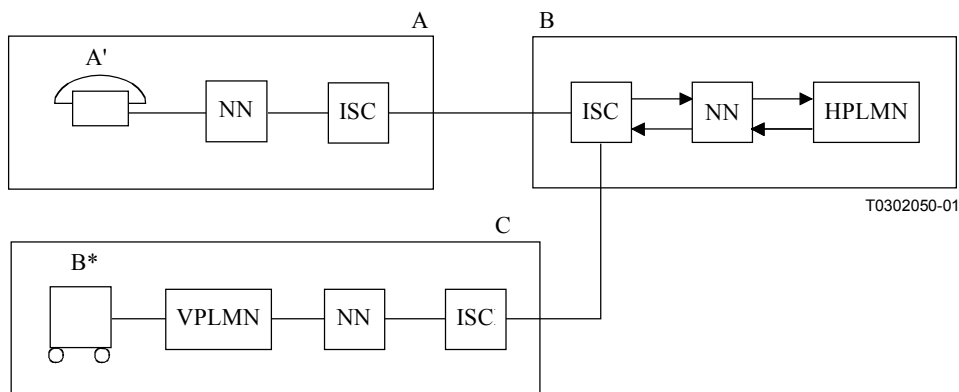 A
B
A'
NN
ISC
ISC
NN
HPLMN
T0302050-01
C
B*
VPLMN
NN
ISC